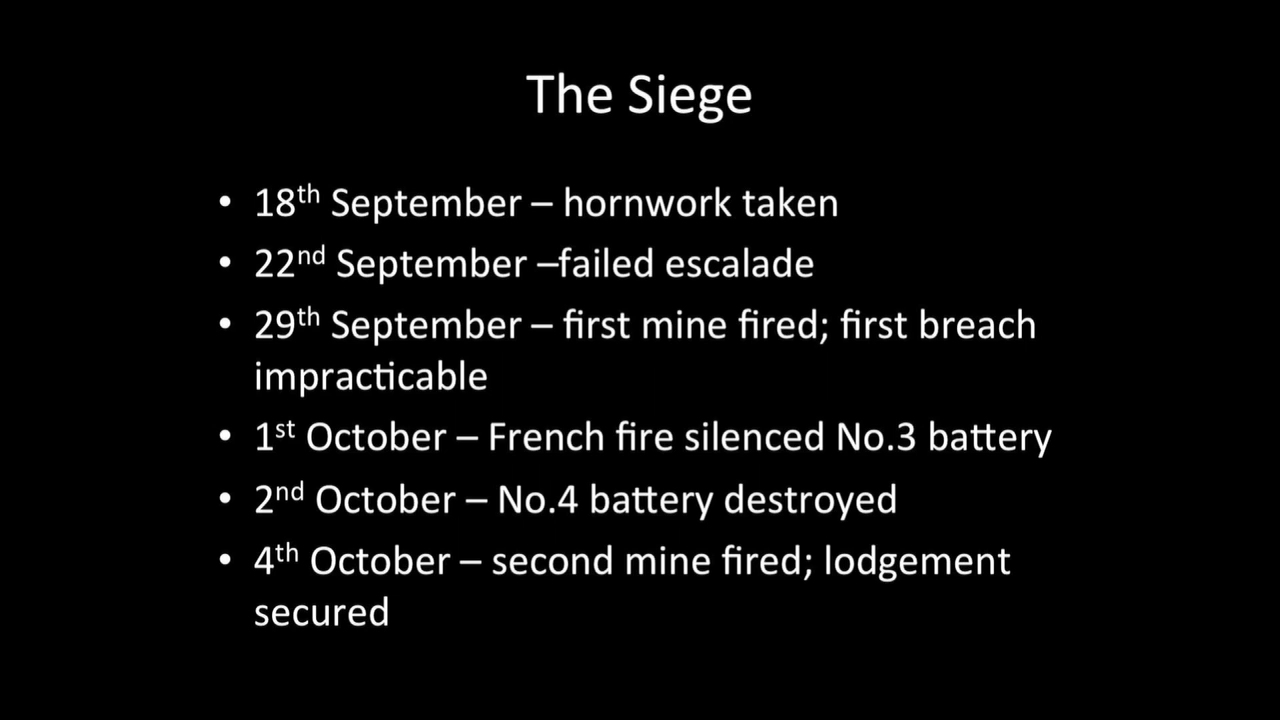 The Siege
• 18th September – hornwork taken
• 22nd September –failed escalade
• 29th September – first mine fired; first breach
impracticable
• 1st October – French fire silenced No.3 battery
• 2nd October – No.4 battery destroyed
• 4th October – second mine fired; lodgement
secured